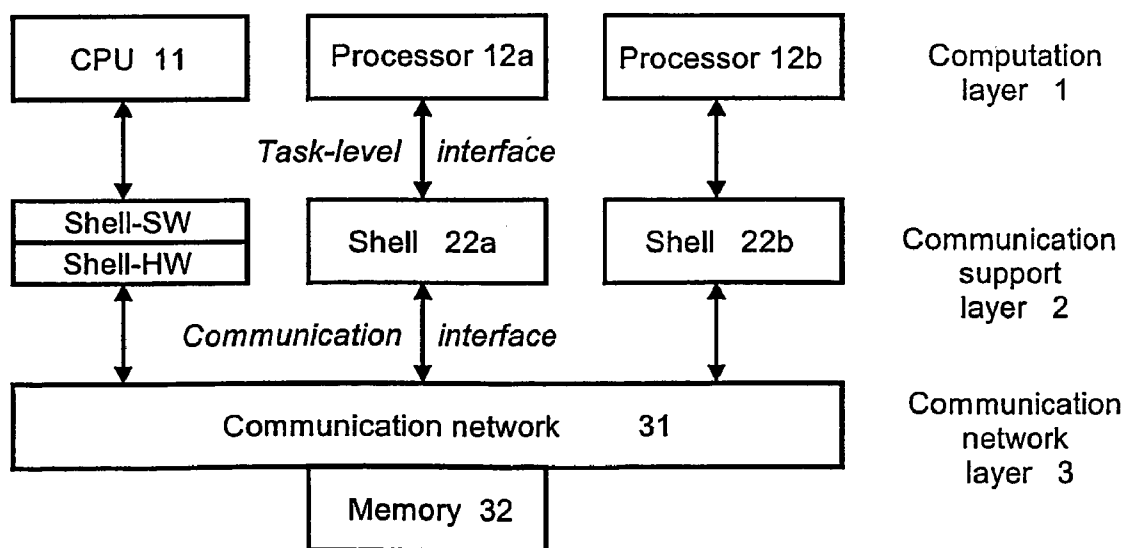 CPU 11
Processor 12a
Processor 12b
Computation
layer 1
Task-level interface
Shell-SW
Shell-HW
Shell 22a
Shell 22b
Communication
support
layer 2
Communication interface
Communication network 31
Communication
network
layer 3
Memory 32